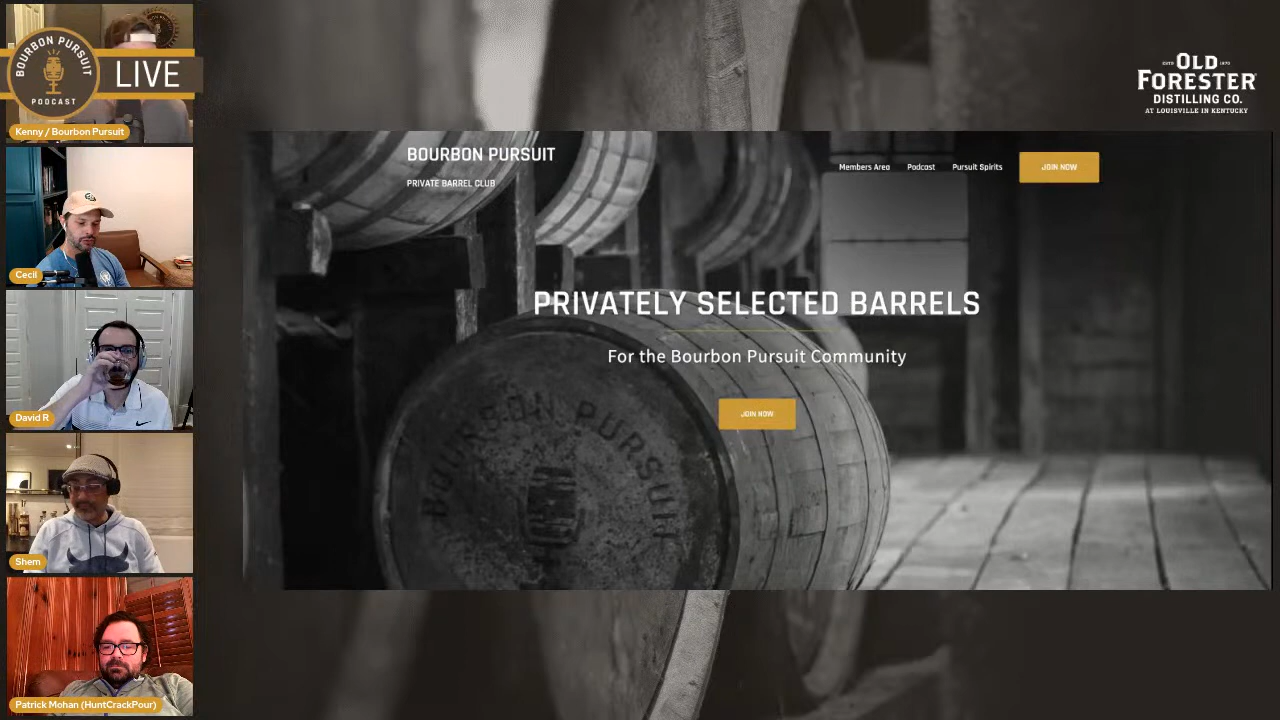 BOURBON PURSUIT
PODCAST
LIVE
Kenny / Bourbon Pursuit
Cecil
David R
Shem
Patrick Mohan (HuntCrackPour)
BOURBON PURSUIT
PRIVATE BARREL CLUB
Members Area Podcast Pursuit Spirits JOIN NOW
PRIVATELY SELECTED BARRELS
For the Bourbon Pursuit Community
JOIN NOW
BOURBON PURSUIT
ESTD 1870
OLD
FORESTER
DISTILLING CO.
AT LOUISVILLE IN KENTUCKY